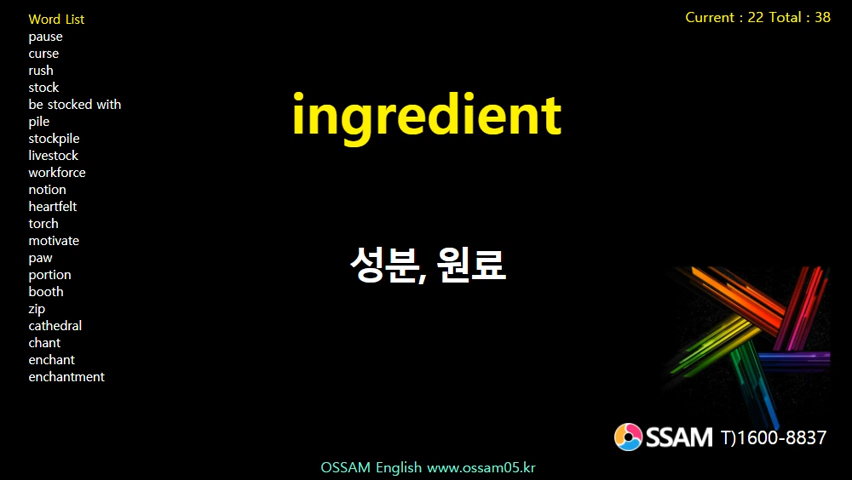 Word List
pause
curse
rush
stock
be stocked with
pile
stockpile
livestock
workforce
notion
heartfelt
torch
motivate
paw
portion
booth
zip
cathedral
chant
enchant
enchantment
Current : 22 Total : 38
ingredient
성분, 원료
OSSAM T)1600-8837
OSSAM English www.ossam05.kr